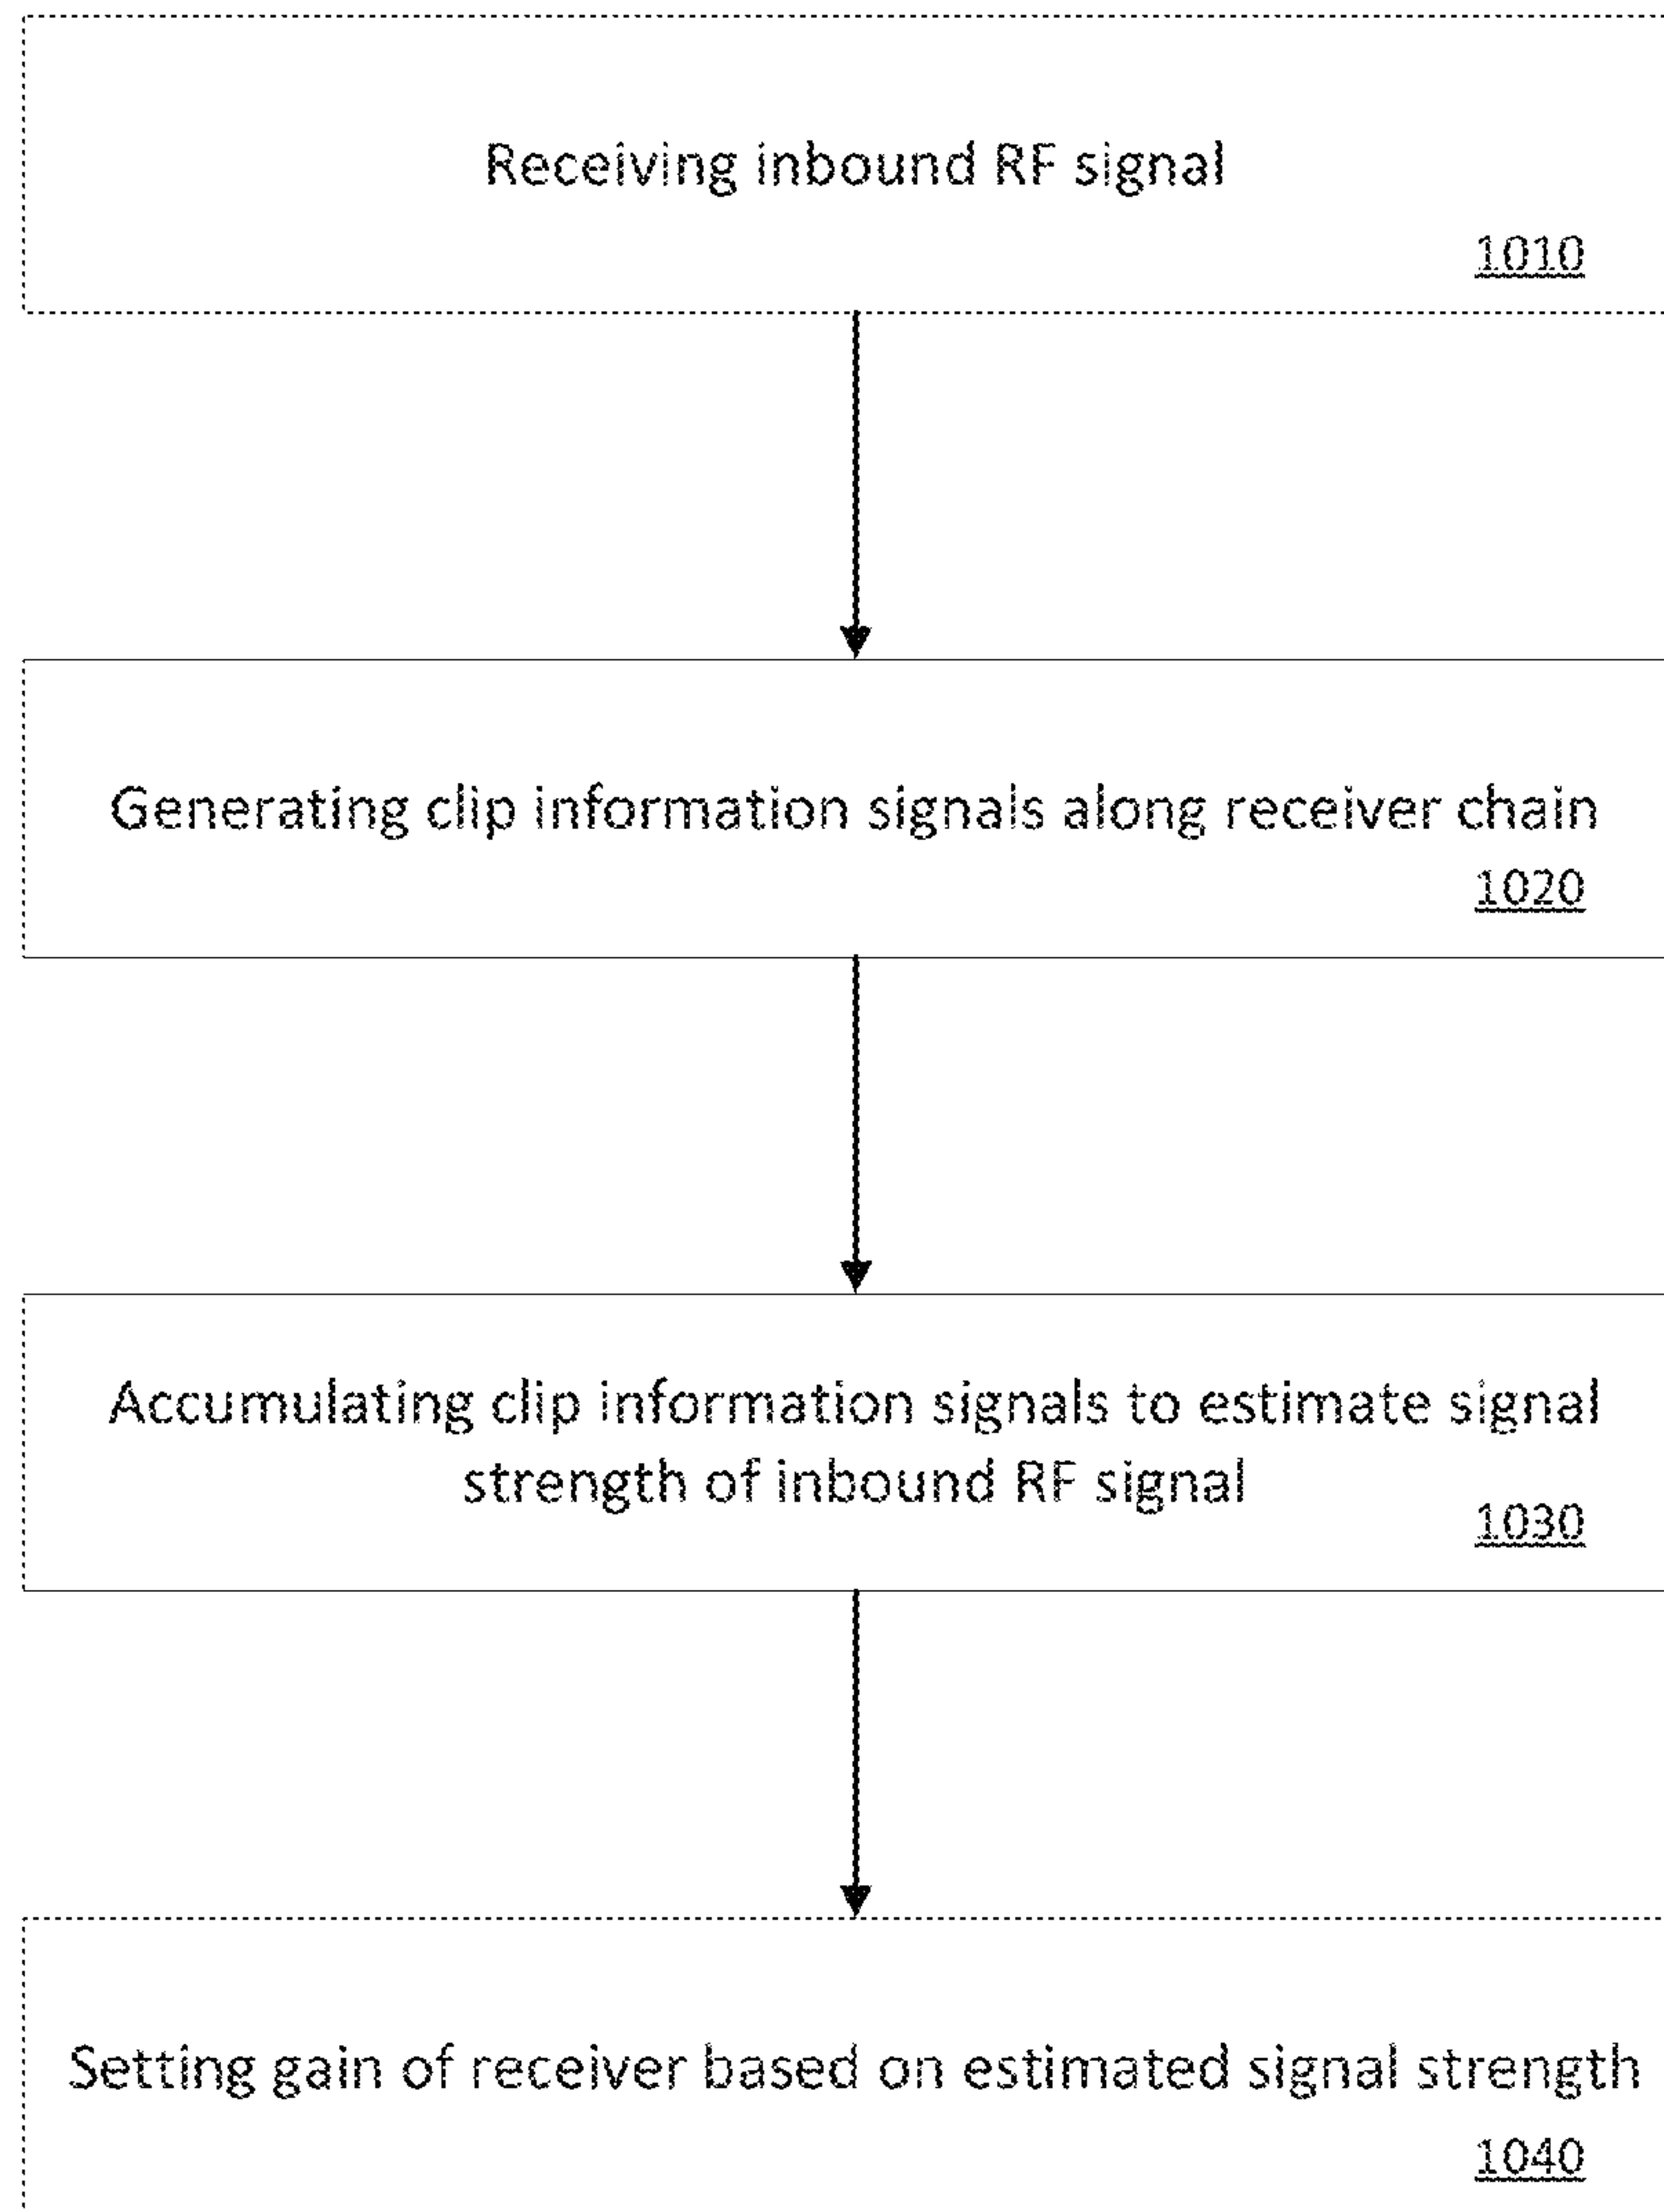 Receiving inbound RF signal
1010
Generating clip information signals along receiver chain
1020
Accumulating clip information signals to estimate signal
strength of inbound RF signal
1030
Setting gain of receiver based on estimated signal strength
1040